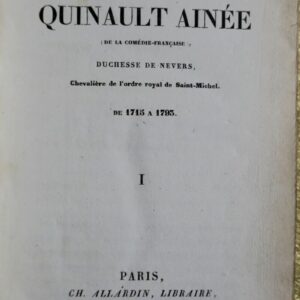 QUINAULT AINÉE
(DE LA COMÉDIE-FRANÇAISE)
DUCHESSE DE NEVERS,
Chevalière de l'ordre royal de Saint-Michel.
DE 1715 A 1793.
I
PARIS,
CH. ALLARDIN, LIBRAIRE,